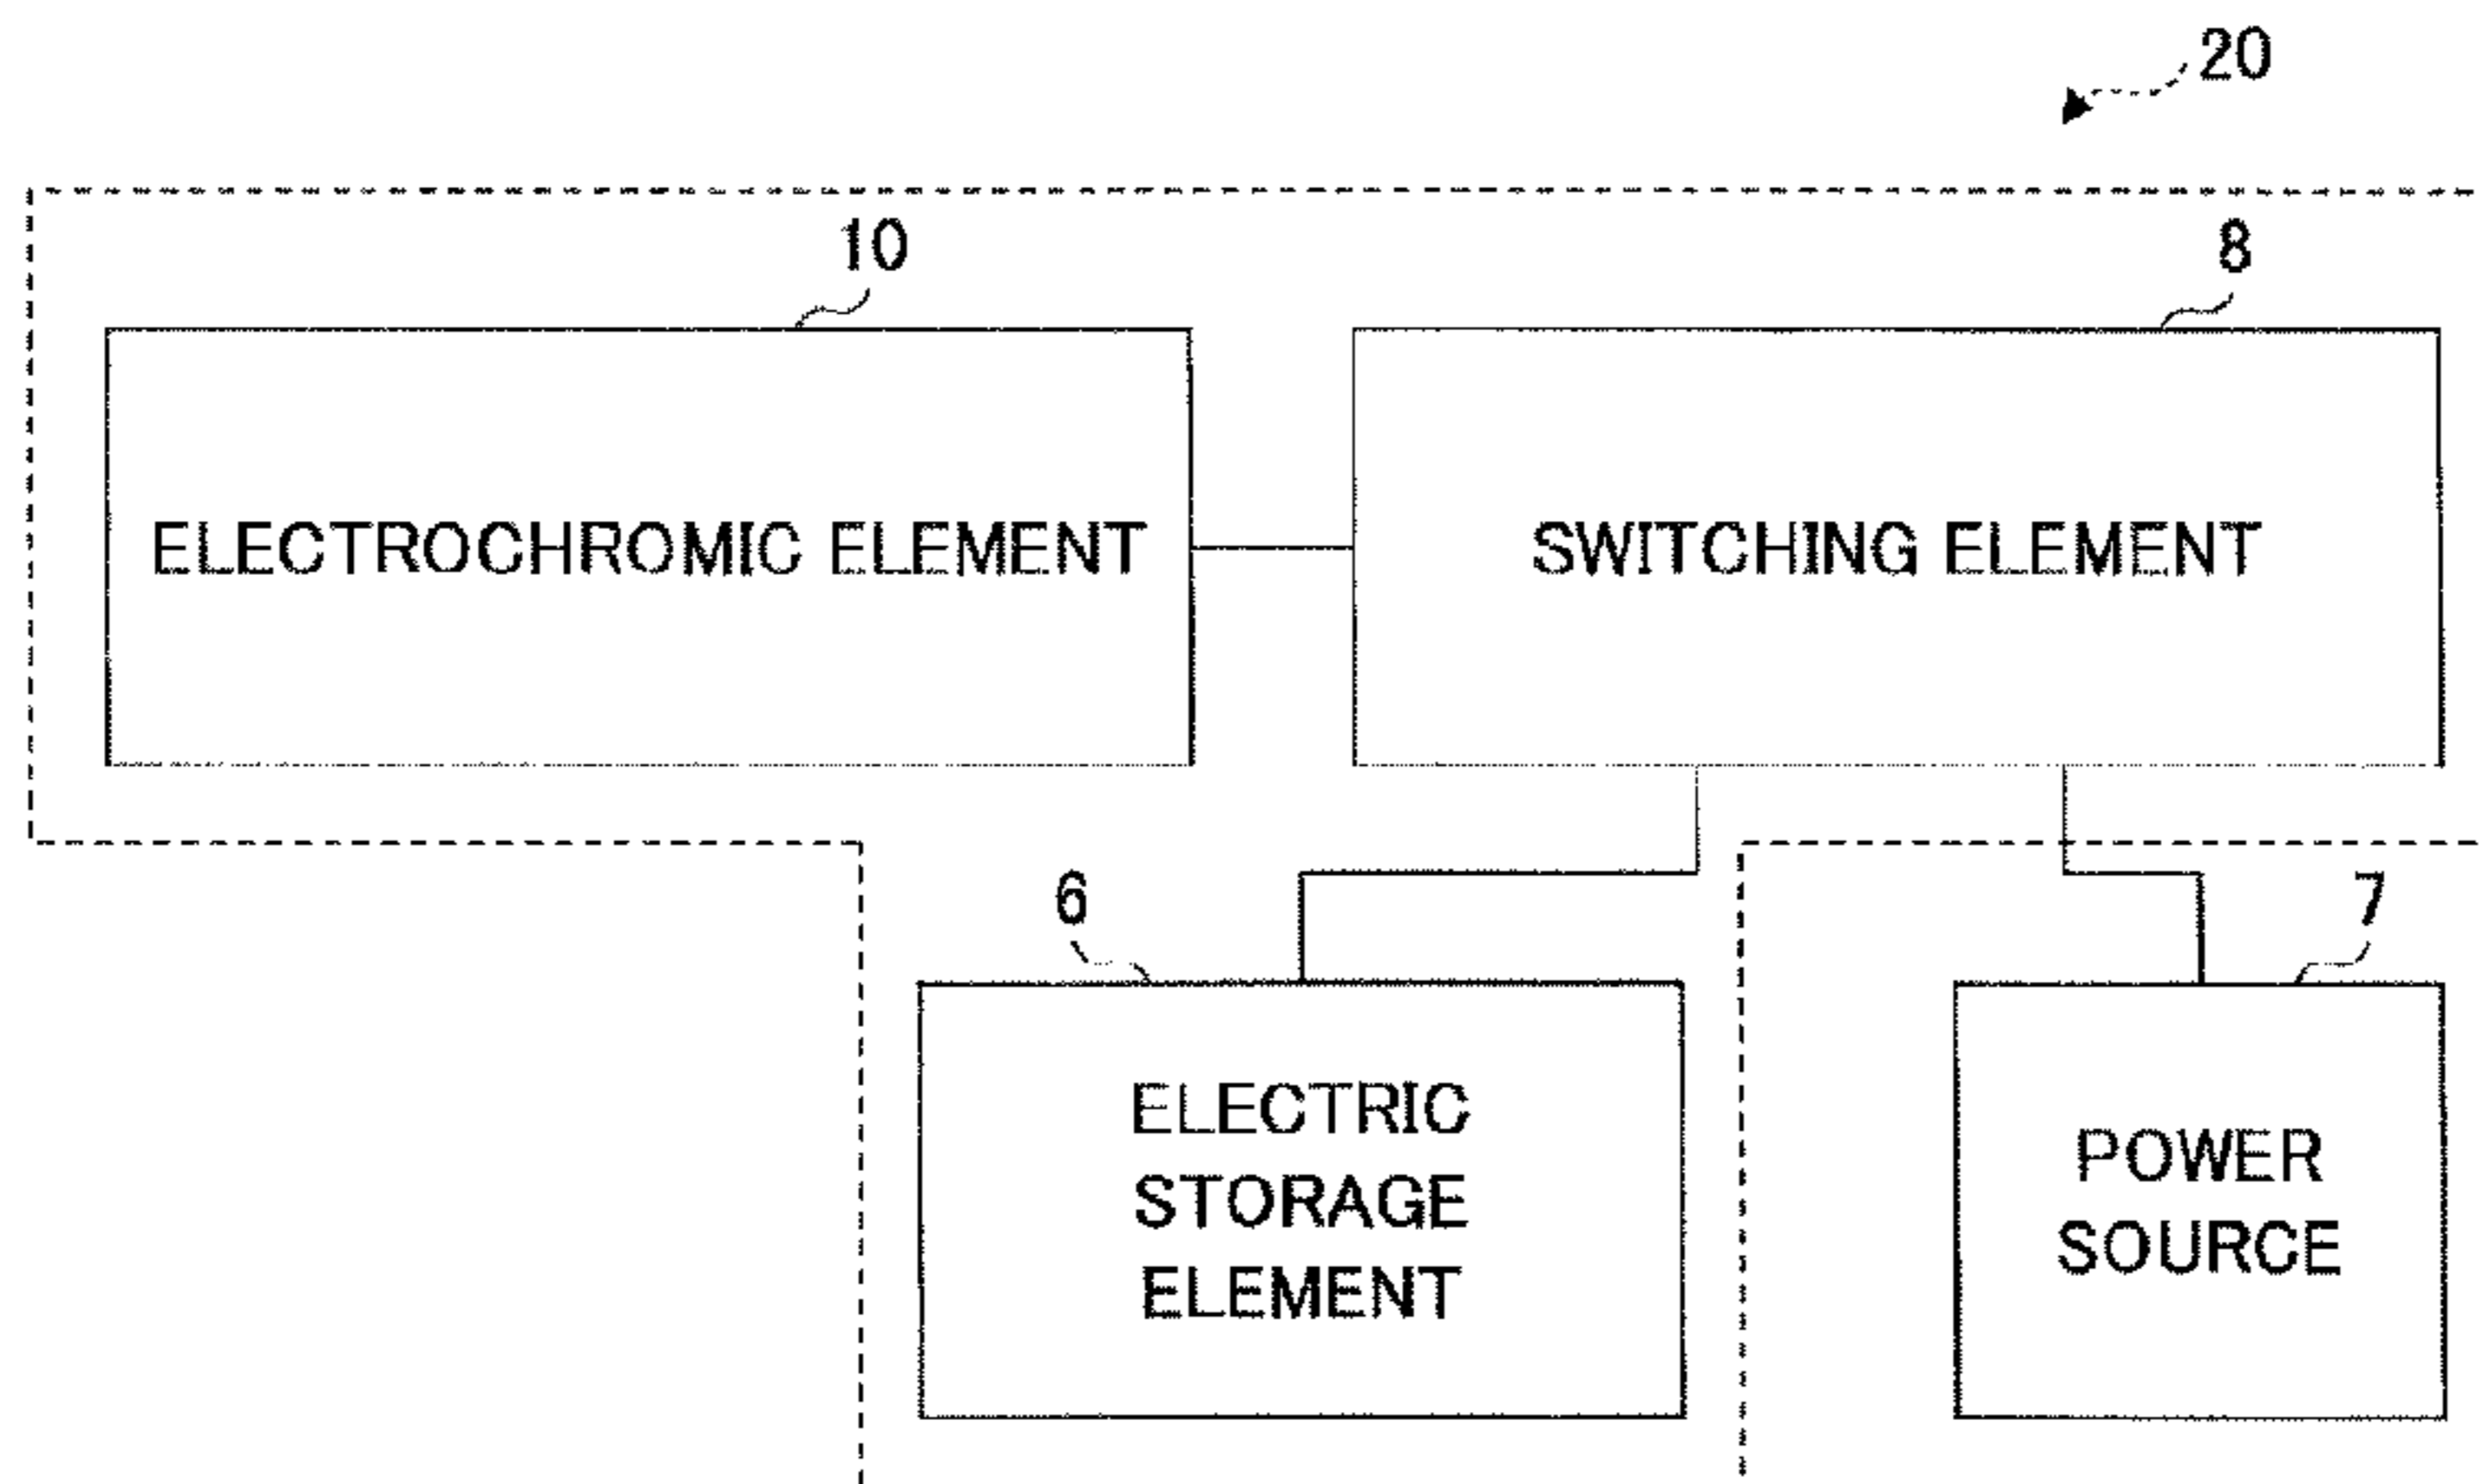 20
10
8
ELECTROCHROMIC ELEMENT
SWITCHING ELEMENT
6
7
ELECTRIC
STORAGE
ELEMENT
POWER
SOURCE